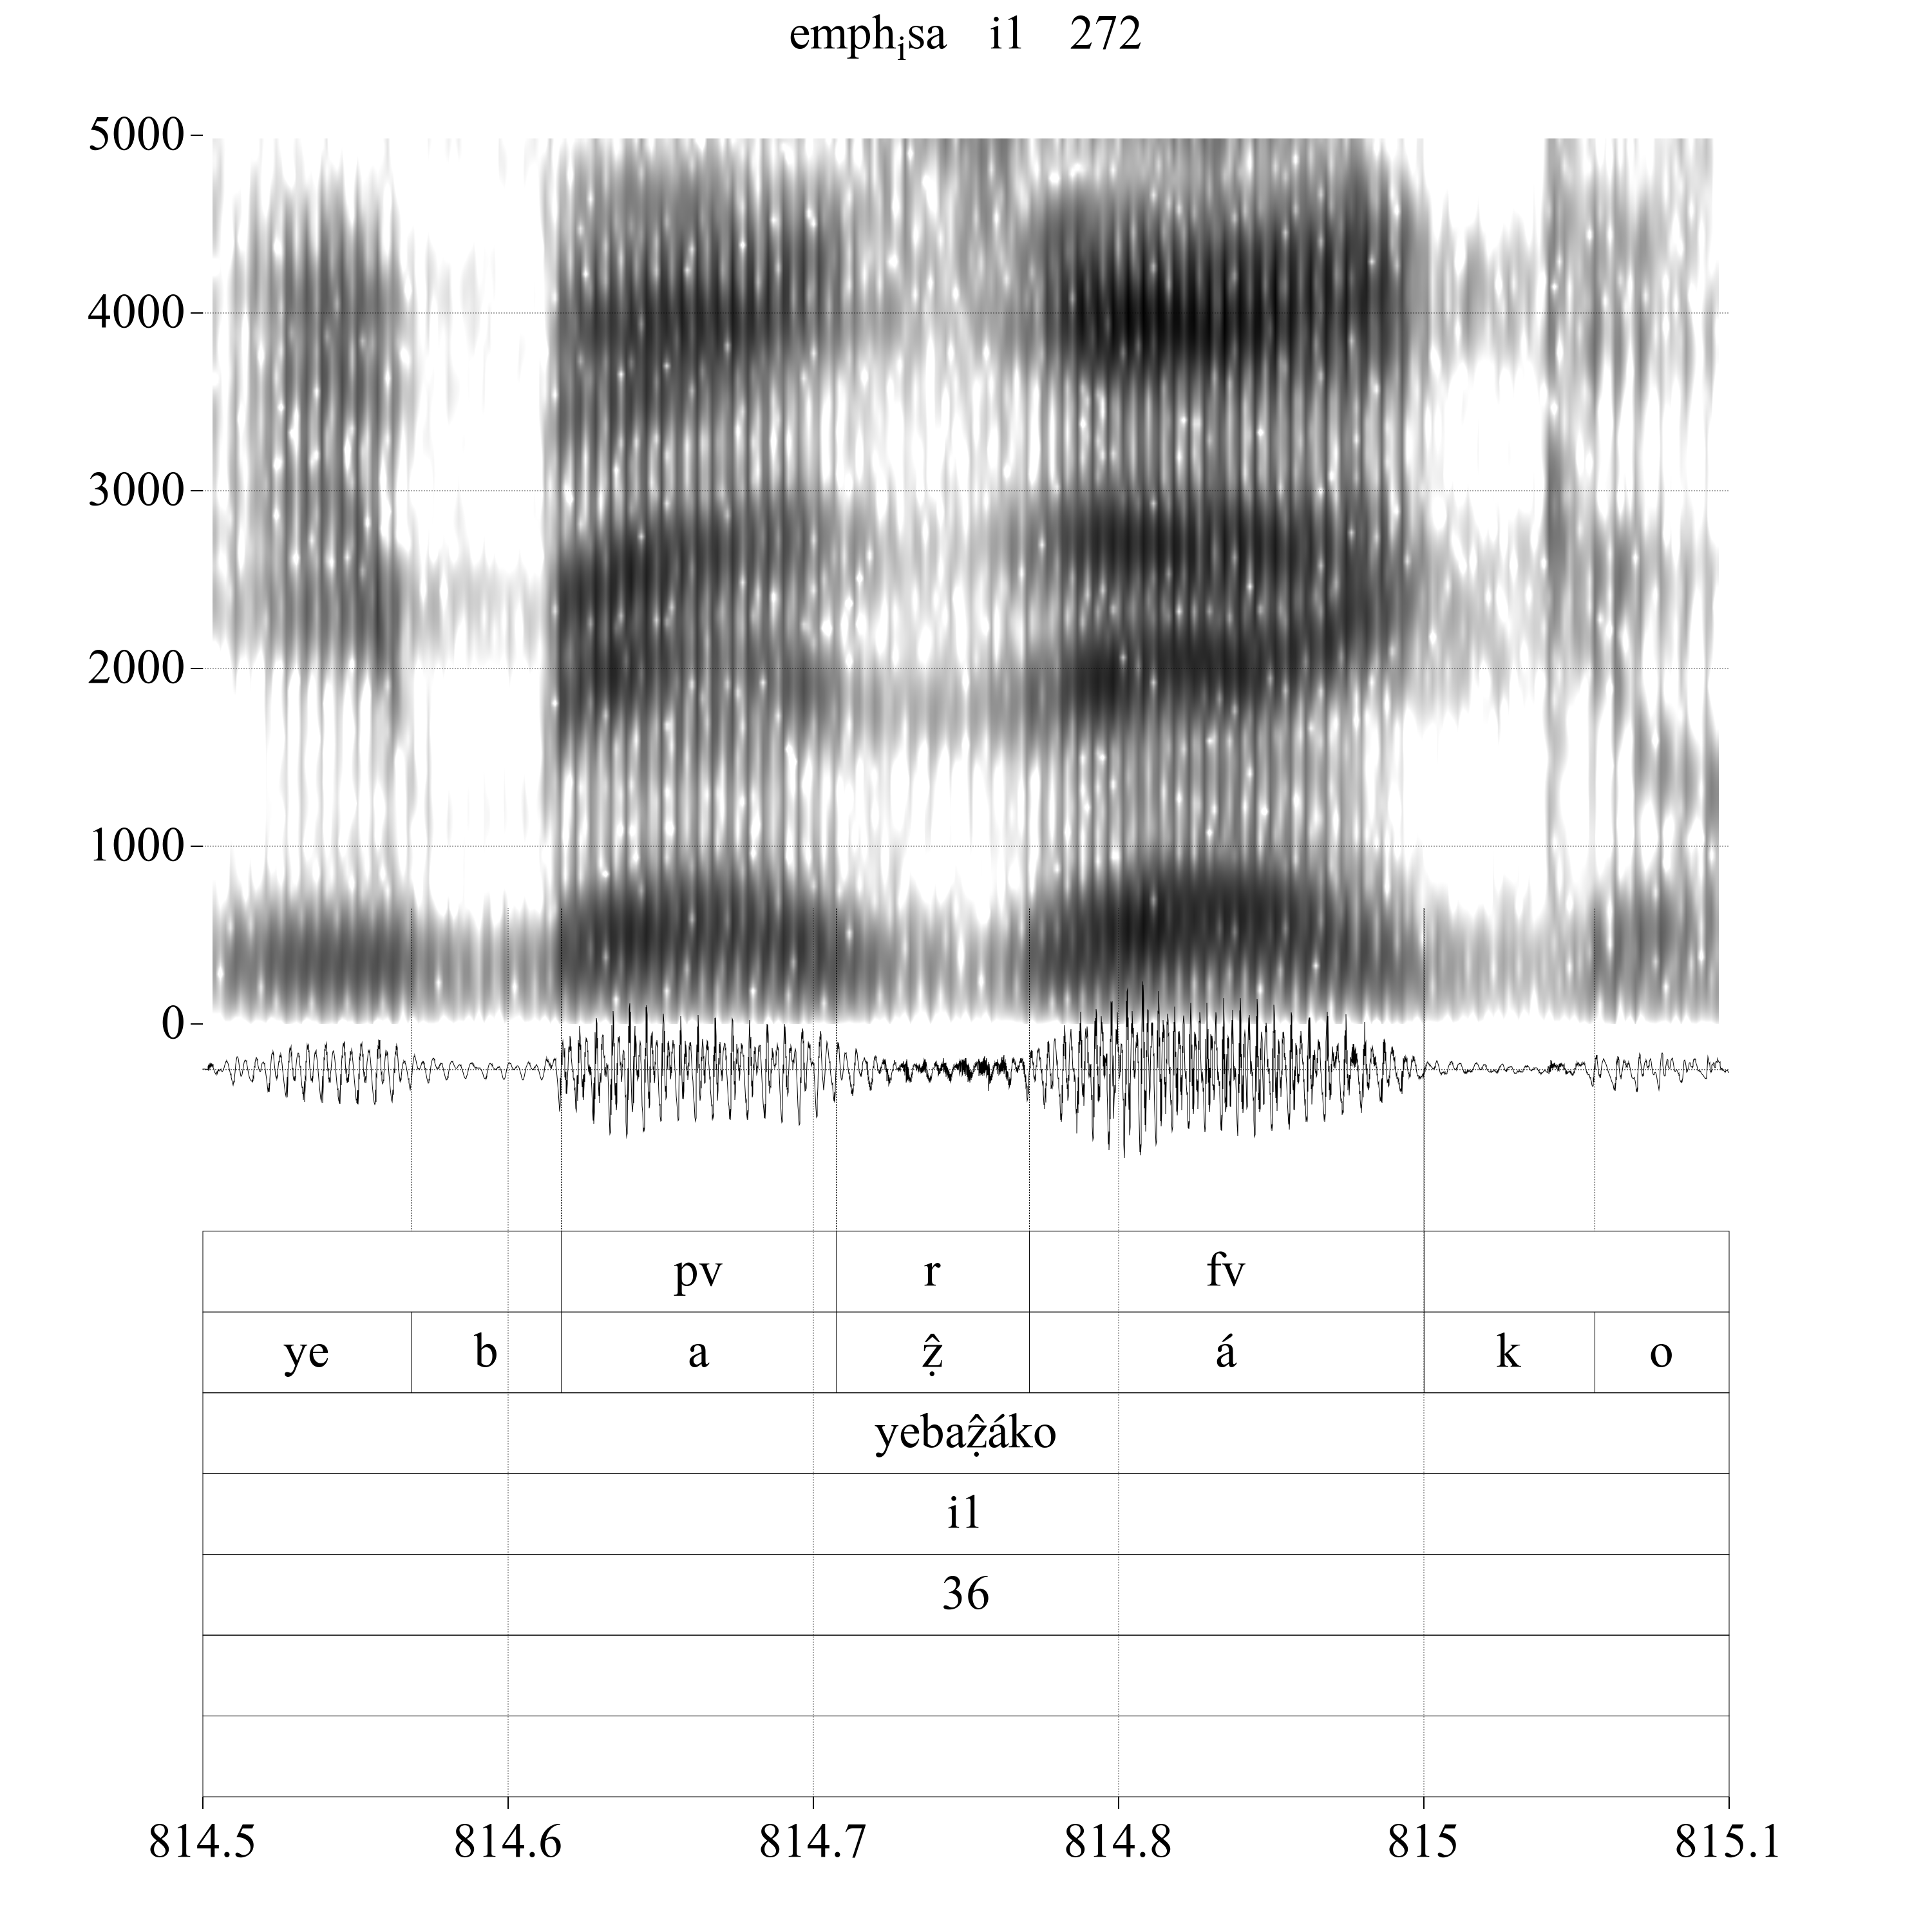 emphᵢsa i1 272
5000
4000
3000
2000
1000
0
pv r fv
ye b a ẓ̂ á k o
yebaẓ̂áko
i1
36
814.5 814.6 814.7 814.8 815 815.1